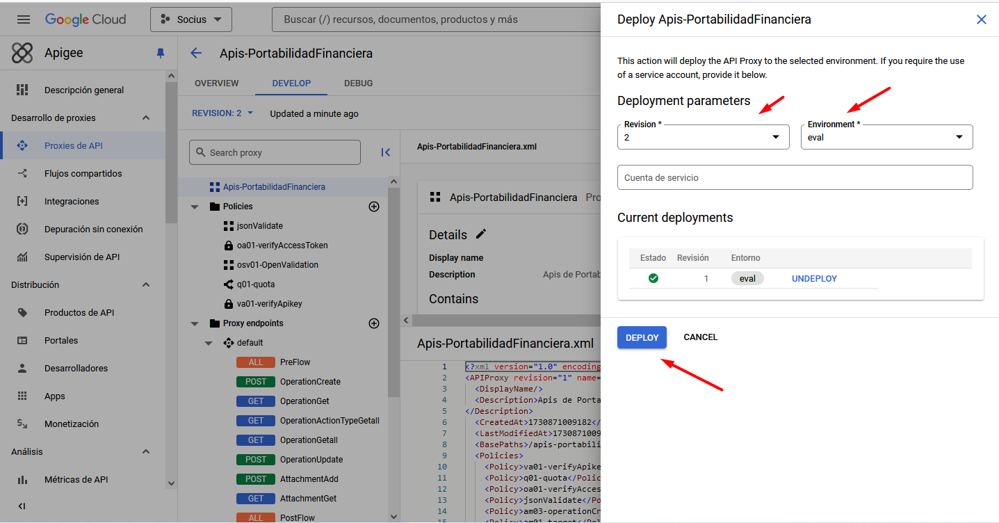 Google Cloud
Socius
Buscar (/) recursos, documentos, productos y más
Apigee
Descripción general
Desarrollo de proxies
Proxies de API
Flujos compartidos
Integraciones
Depuración sin conexión
Supervisión de API
Distribución
Productos de API
Portales
Desarrolladores
Apps
Monetización
Análisis
Métricas de API
Apis-PortabilidadFinanciera
OVERVIEW
DEVELOP
DEBUG
REVISION: 2
Updated a minute ago
Search proxy
Apis-PortabilidadFinanciera
Policies
jsonValidate
oa01-verifyAccessToken
osv01-OpenValidation
q01-quota
va01-verifyApikey
Proxy endpoints
default
ALL PreFlow
POST OperationCreate
GET OperationGet
GET OperationActionTypeGetall
GET OperationGetall
POST OperationUpdate
POST AttachmentAdd
GET AttachmentGet
ALL PostFlow
Apis-PortabilidadFinanciera.xml
Apis-PortabilidadFinanciera Pro
Details
Display name
Description Apis de Portab
Contains
Apis-PortabilidadFinanciera.xml
1 <?xml version="1.0" encoding
2 <APIProxy revision="1" name=
3 <DisplayName/>
4 <Description>Apis de Porta
5 </Description>
6 <CreatedAt>1730871009182</
7 <LastModifiedAt>1730871009
8 <BasePaths>/apis-portabili
9 <Policies>
10 <Policy>va01-verifyApike
11 <Policy>q01-quota</Polic
12 <Policy>oa01-verifyAcces
13 <Policy>jsonValidate</Po
14 <Policy>am03-operationCr
15 <Policy>am01-target</Pol
Deploy Apis-PortabilidadFinanciera
This action will deploy the API Proxy to the selected environment. If you require the use
of a service account, provide it below.
Deployment parameters
Revision *
2
Environment *
eval
Cuenta de servicio
Current deployments
Estado Revisión Entorno
1 eval UNDEPLOY
DEPLOY CANCEL